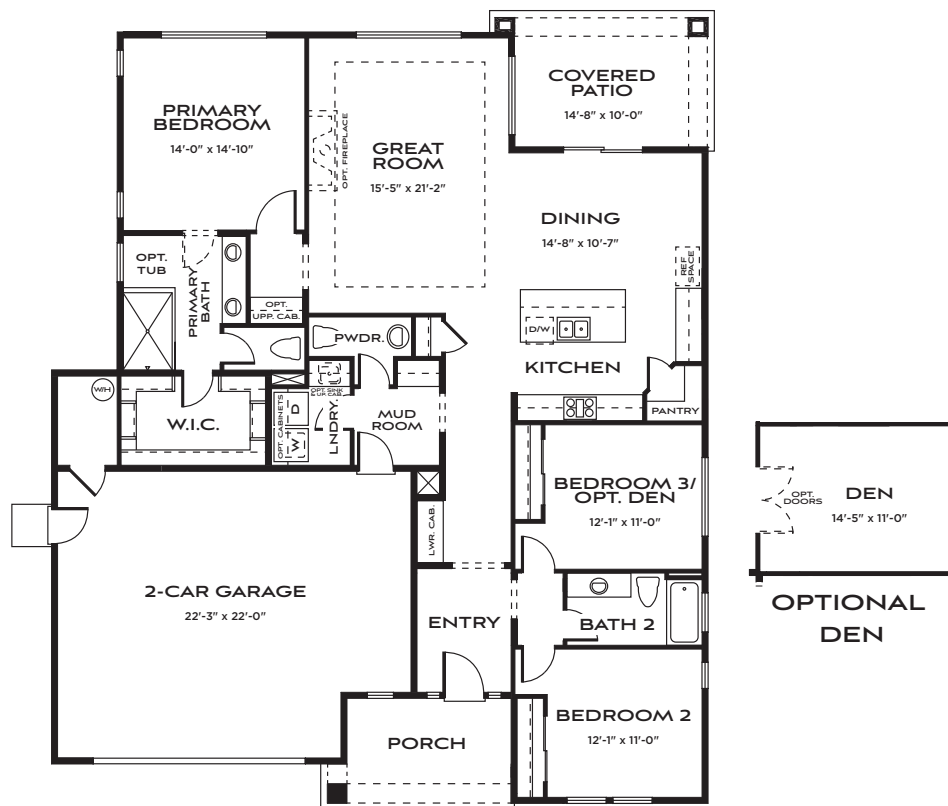 COVERED
PATIO
14'-8" x 10'-0"
PRIMARY
BEDROOM
14'-0" x 14'-10"
OPT. FIREPLACE
GREAT
ROOM
15'-5" x 21'-2"
DINING
14'-8" x 10'-7"
OPT.
TUB
PRIMARY
BATH
REF
SPACE
OPT.
UPP. CAB.
D/W
PWDR.
KITCHEN
W/H
OPT. SINK
& UP. CAB.
PANTRY
W.I.C.
OPT. CABINETS
D
W
LNDRY.
MUD
ROOM
BEDROOM 3/
OPT. DEN
12'-1" x 11'-0"
OPT.
DOORS
DEN
14'-5" x 11'-0"
LWR. CAB.
2-CAR GARAGE
22'-3" x 22'-0"
ENTRY
BATH 2
OPTIONAL
DEN
BEDROOM 2
12'-1" x 11'-0"
PORCH